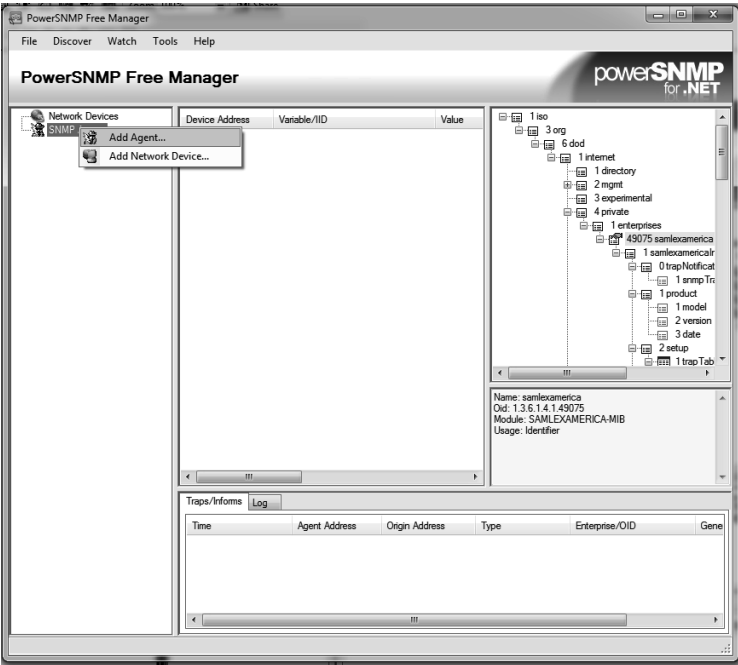 PowerSNMP Free Manager
File Discover Watch Tools Help
PowerSNMP Free Manager
powerSNMP
for .NET
Network Devices
SNMP
Add Agent...
Add Network Device...
Device Address Variable/IID Value
1 iso
3 org
6 dod
1 internet
1 directory
2 mgmt
3 experimental
4 private
1 enterprises
49075 samlexamerica
1 samlexamericaIr
0 trapNotificat
1 snmpTra
1 product
1 model
2 version
3 date
2 setup
1 trapTab
Name: samlexamerica
Oid: 1.3.6.1.4.1.49075
Module: SAMLEXAMERICA-MIB
Usage: Identifier
Traps/Informs Log
Time Agent Address Origin Address Type Enterprise/OID Gene